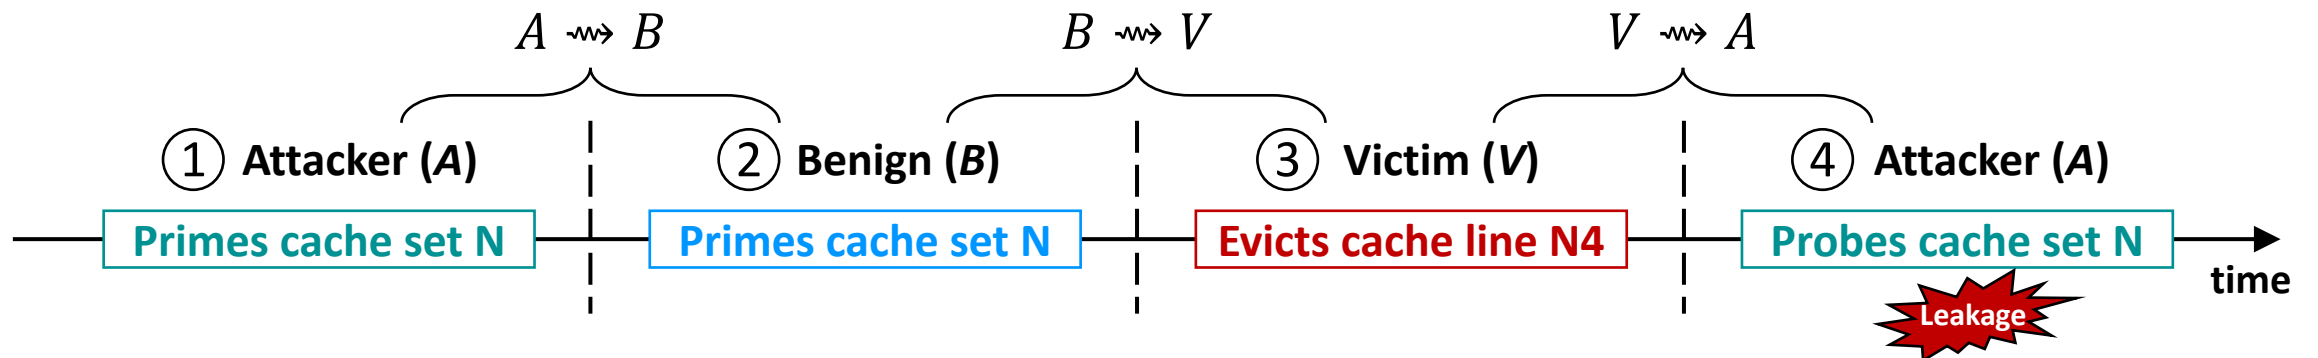 A ⇝ B
B ⇝ V
V ⇝ A
① Attacker (A)
② Benign (B)
③ Victim (V)
④ Attacker (A)
Primes cache set N
Primes cache set N
Evicts cache line N4
Probes cache set N
time
Leakage